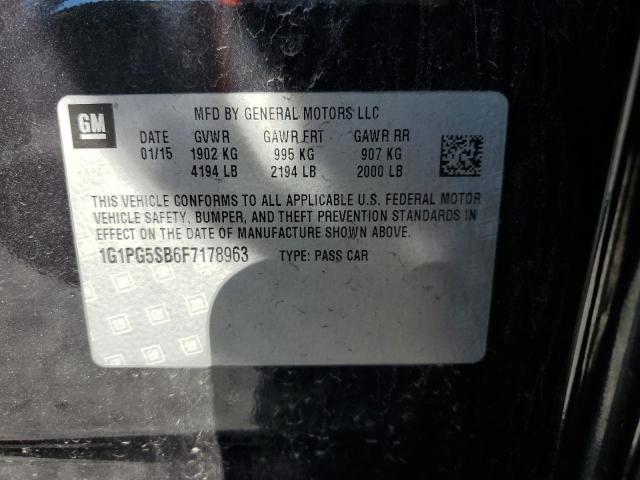 GM
MFD BY GENERAL MOTORS LLC
DATE GVWR GAWR FRT GAWR RR
01/15 1902 KG 995 KG 907 KG
4194 LB 2194 LB 2000 LB
THIS VEHICLE CONFORMS TO ALL APPLICABLE U.S. FEDERAL MOTOR
VEHICLE SAFETY, BUMPER, AND THEFT PREVENTION STANDARDS IN
EFFECT ON THE DATE OF MANUFACTURE SHOWN ABOVE.
1G1PG5SB6F7178963 TYPE: PASS CAR